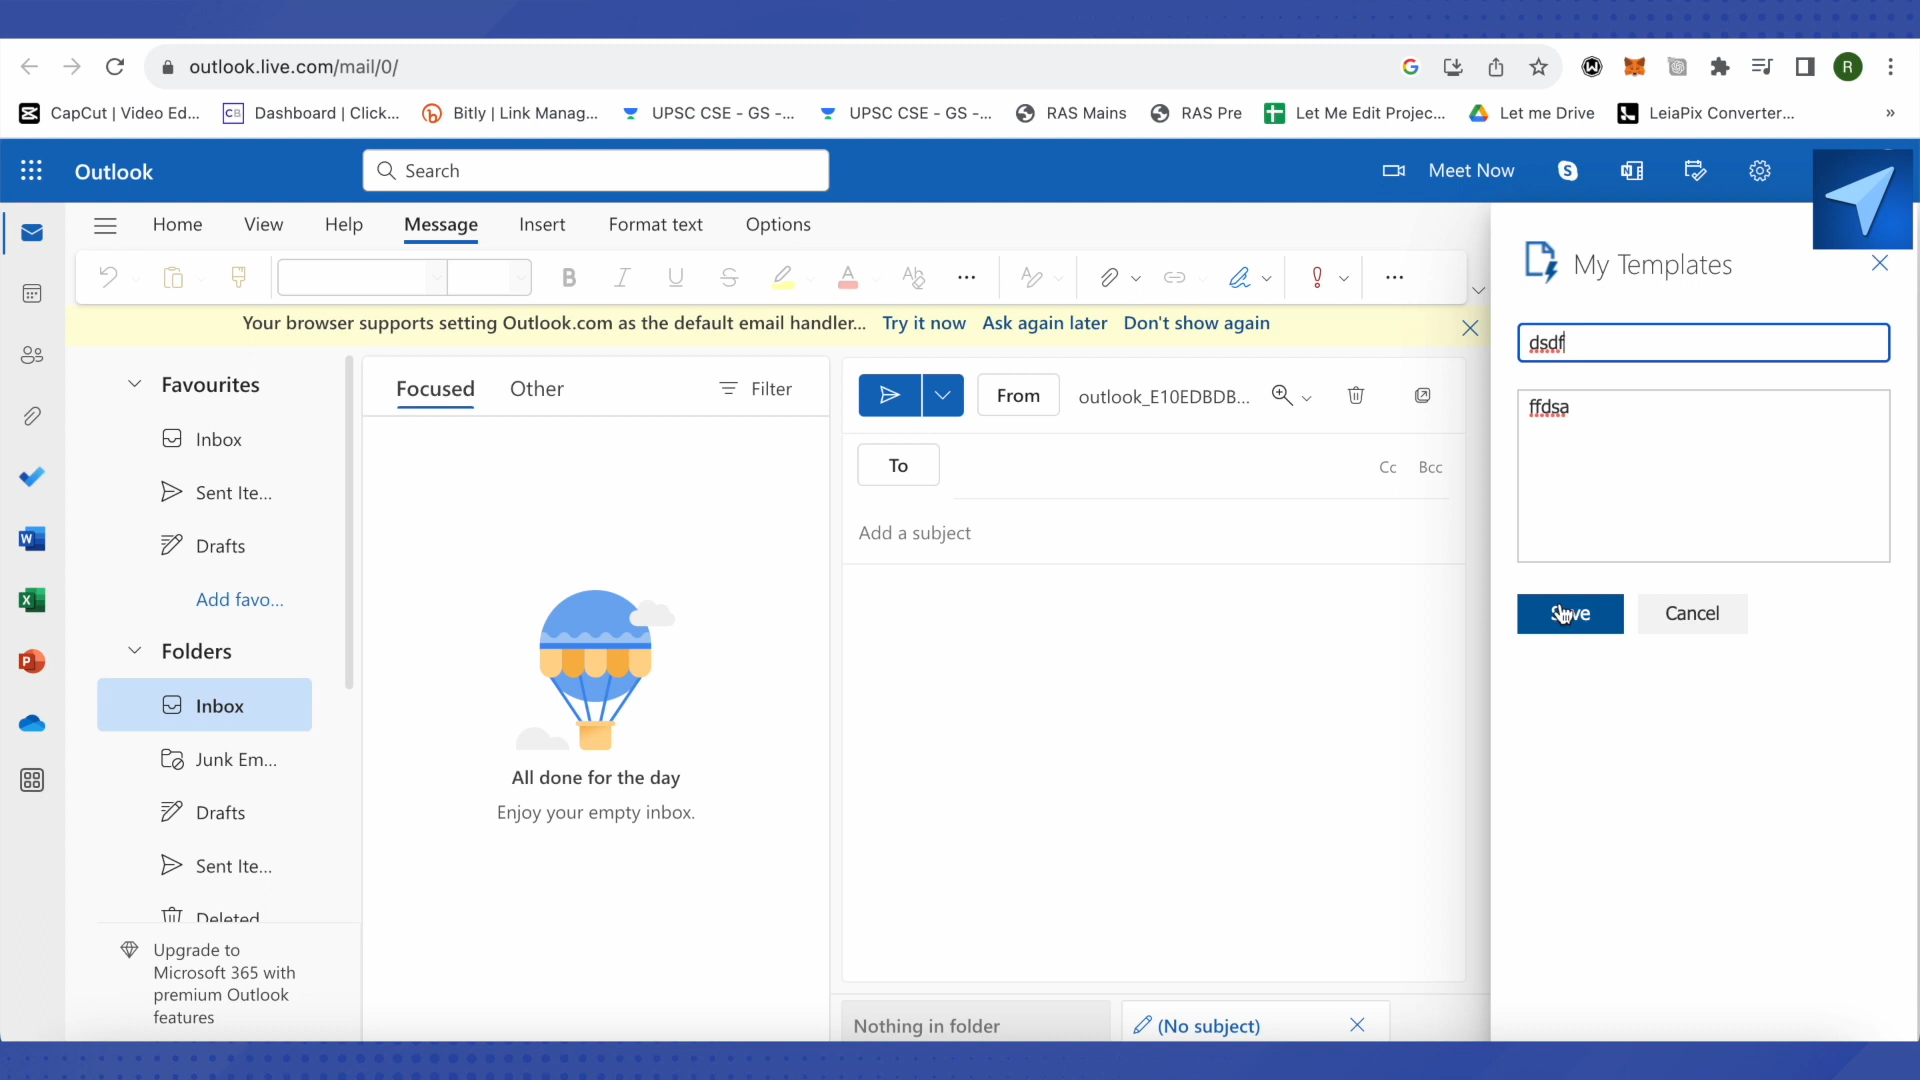 outlook.live.com/mail/0/
R
CapCut | Video Ed...
CB Dashboard | Click...
Bitly | Link Manag...
UPSC CSE - GS -...
UPSC CSE - GS -...
RAS Mains
RAS Pre
Let Me Edit Projec...
Let me Drive
LeiaPix Converter...
»
Outlook
Search
Meet Now
Home
View
Help
Message
Insert
Format text
Options
Your browser supports setting Outlook.com as the default email handler...
Try it now
Ask again later
Don't show again
Favourites
Inbox
Sent Ite...
Drafts
Add favo...
Folders
Inbox
Junk Em...
Drafts
Sent Ite...
Deleted
Upgrade to
Microsoft 365 with
premium Outlook
features
Focused
Other
Filter
All done for the day
Enjoy your empty inbox.
From
outlook_E10EDBDB...
To
Cc
Bcc
Add a subject
Nothing in folder
(No subject)
My Templates
dsdf
ffdsa
Save
Cancel